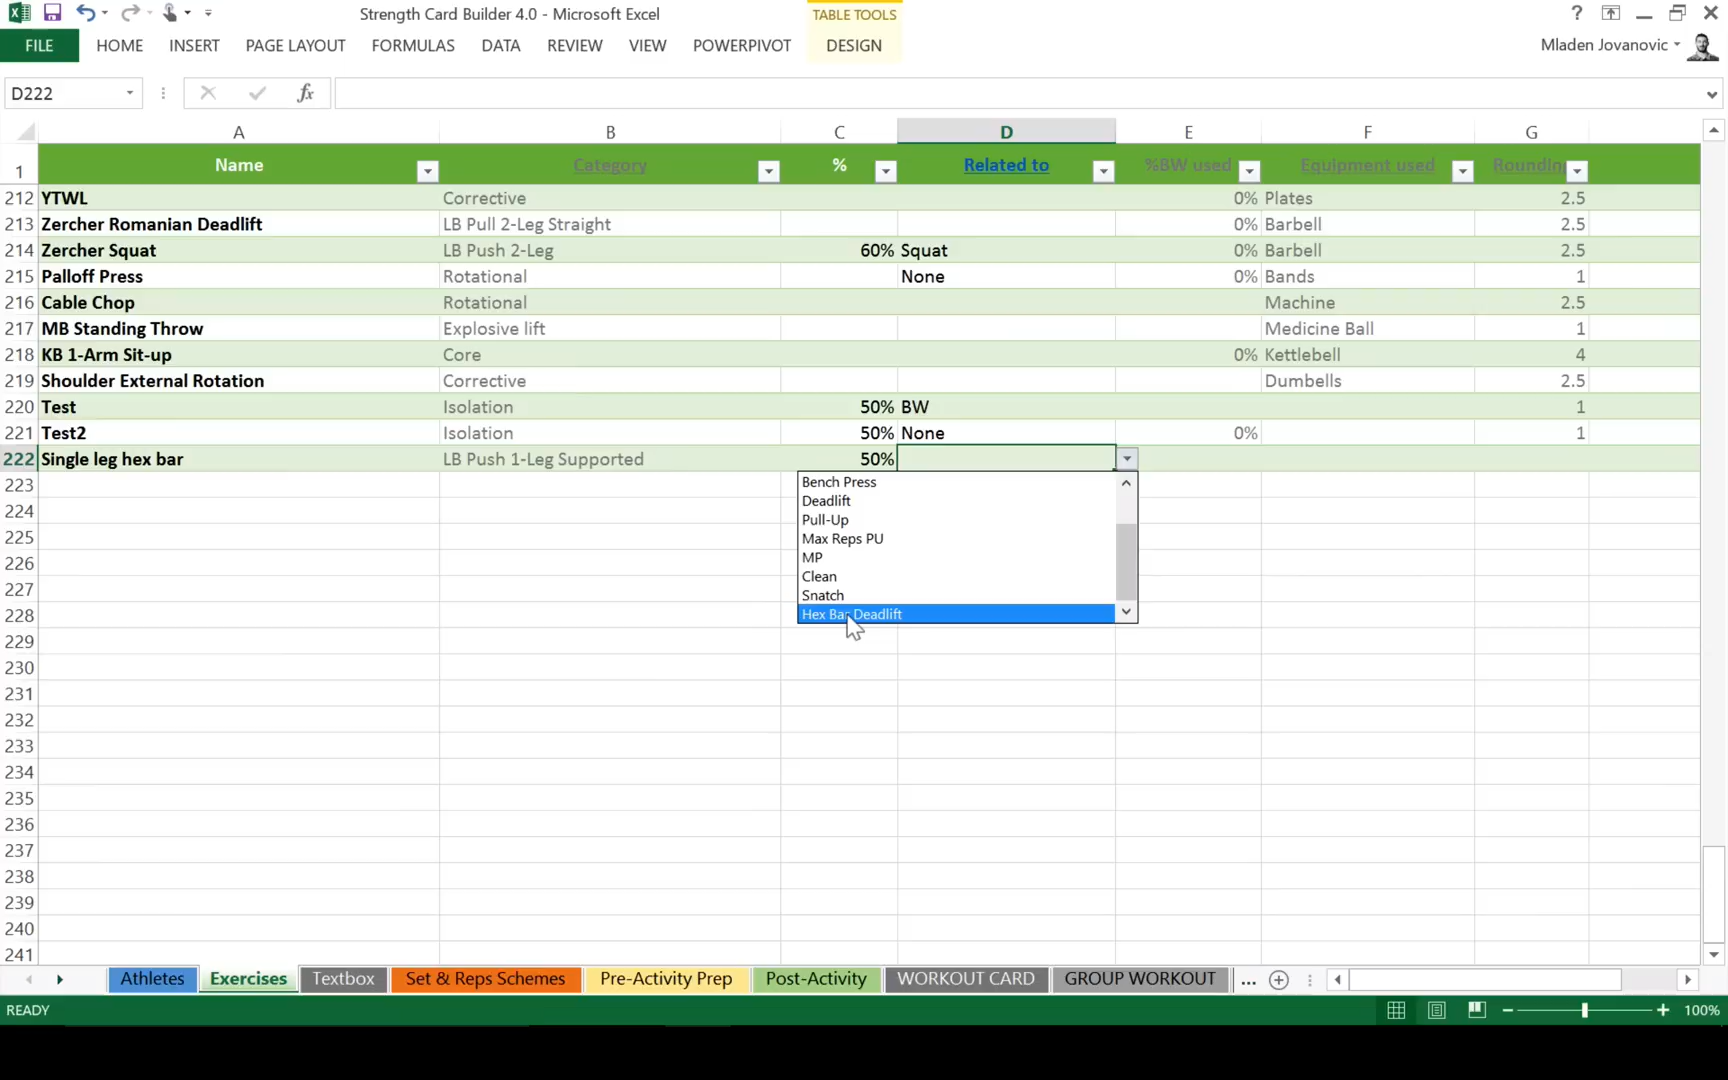 Strength Card Builder 4.0 - Microsoft Excel
TABLE TOOLS
?
FILE HOME INSERT PAGE LAYOUT FORMULAS DATA REVIEW VIEW POWERPIVOT DESIGN Mladen Jovanovic
D222 fx
A B C D E F G
1 Name Category % Related to %BW used Equipment used Rounding
212 YTWL Corrective 0% Plates 2.5
213 Zercher Romanian Deadlift LB Pull 2-Leg Straight 0% Barbell 2.5
214 Zercher Squat LB Push 2-Leg 60% Squat 0% Barbell 2.5
215 Palloff Press Rotational None 0% Bands 1
216 Cable Chop Rotational Machine 2.5
217 MB Standing Throw Explosive lift Medicine Ball 1
218 KB 1-Arm Sit-up Core 0% Kettlebell 4
219 Shoulder External Rotation Corrective Dumbells 2.5
220 Test Isolation 50% BW 1
221 Test2 Isolation 50% None 0% 1
222 Single leg hex bar LB Push 1-Leg Supported 50%
Bench Press
Deadlift
Pull-Up
Max Reps PU
MP
Clean
Snatch
Hex Bar Deadlift
223
224
225
226
227
228
229
230
231
232
233
234
235
236
237
238
239
240
241
Athletes Exercises Textbox Set & Reps Schemes Pre-Activity Prep Post-Activity WORKOUT CARD GROUP WORKOUT ...
READY 100%